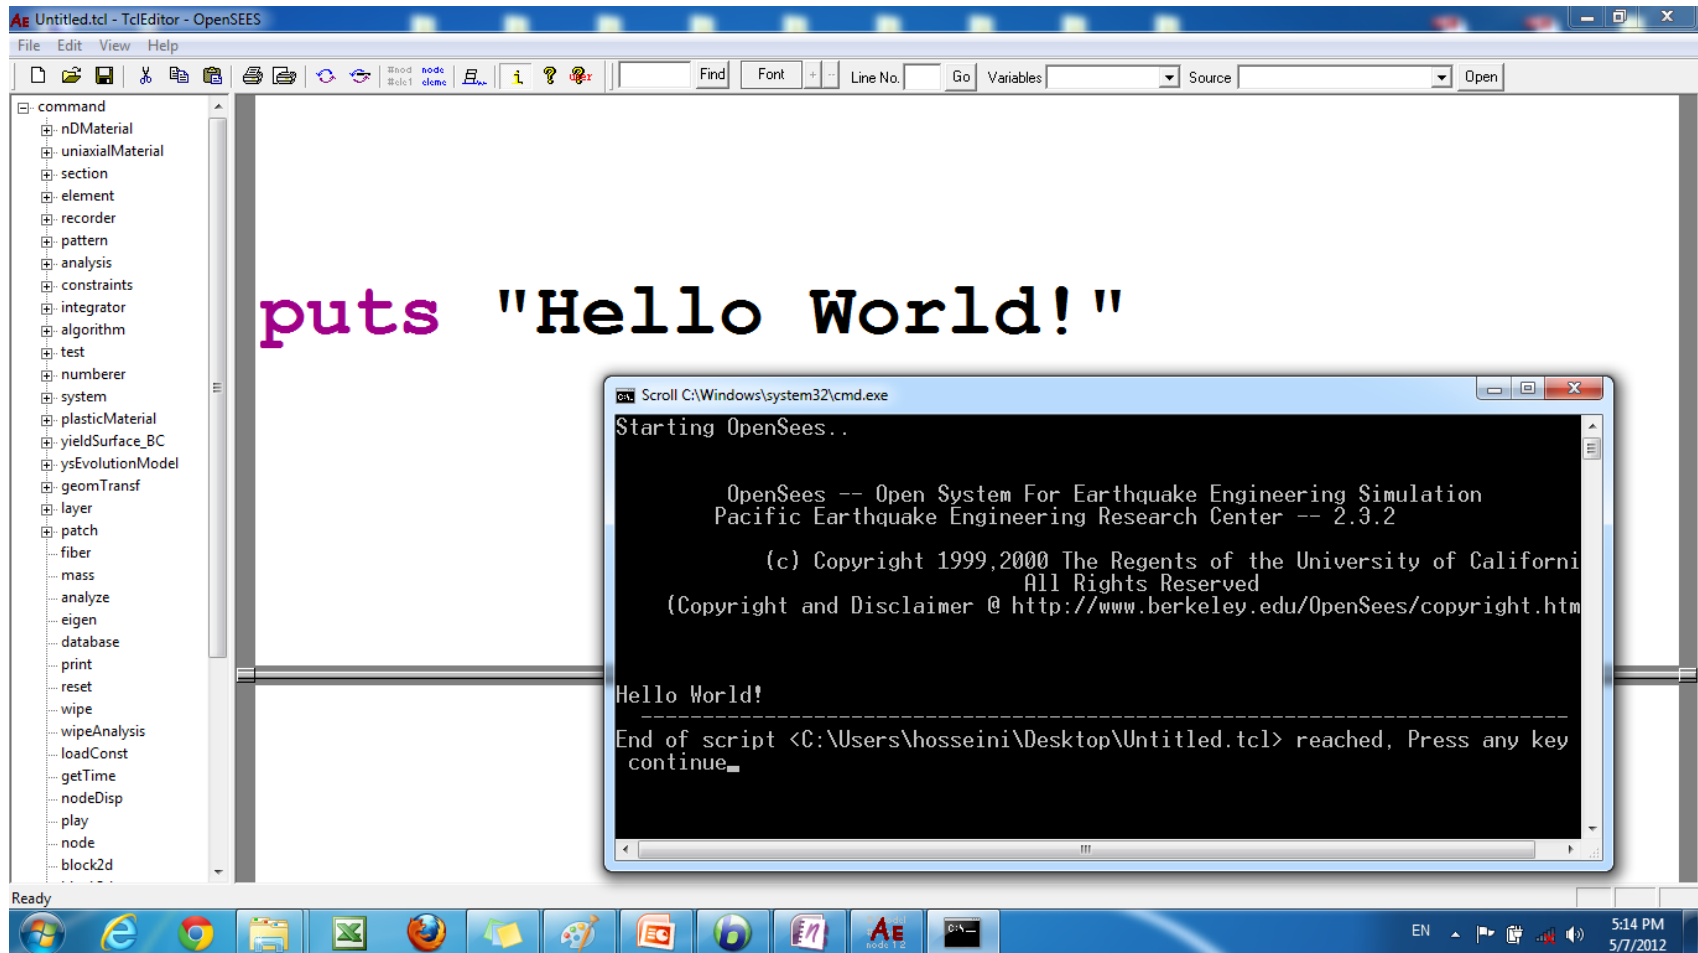 Untitled.tcl - TclEditor - OpenSEES
File Edit View Help
Find Font + -- Line No. Go Variables Source Open
command
nDMaterial
uniaxialMaterial
section
element
recorder
pattern
analysis
constraints
integrator
algorithm
test
numberer
system
plasticMaterial
yieldSurface_BC
ysEvolutionModel
geomTransf
layer
patch
fiber
mass
analyze
eigen
database
print
reset
wipe
wipeAnalysis
loadConst
getTime
nodeDisp
play
node
block2d
puts "Hello World!"
Scroll C:\Windows\system32\cmd.exe
Starting OpenSees..
OpenSees -- Open System For Earthquake Engineering Simulation
Pacific Earthquake Engineering Research Center -- 2.3.2
(c) Copyright 1999,2000 The Regents of the University of Californi
All Rights Reserved
(Copyright and Disclaimer @ http://www.berkeley.edu/OpenSees/copyright.htm
Hello World!
--------------------------------------------------------------------------
End of script <C:\Users\hosseini\Desktop\Untitled.tcl> reached, Press any key
continue
Ready
EN
5:14 PM
5/7/2012